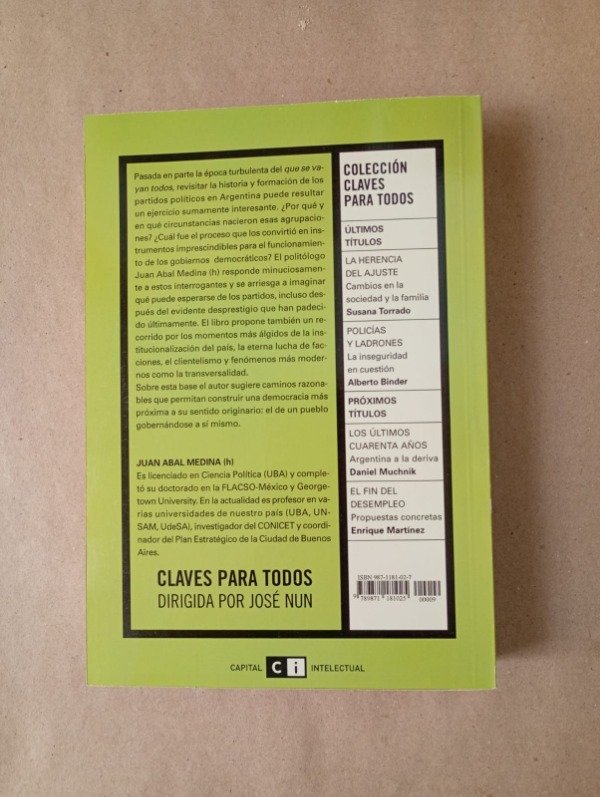 Pasada en parte la época turbulenta del que se va-
yan todos, revisitar la historia y formación de los
partidos políticos en Argentina puede resultar
un ejercicio sumamente interesante. ¿Por qué y
en qué circunstancias nacieron esas agrupacio-
nes? ¿Cuál fue el proceso que los convirtió en ins-
trumentos imprescindibles para el funcionamien-
to de los gobiernos democráticos? El politólogo
Juan Abal Medina (h) responde minuciosamen-
te a estos interrogantes y se arriesga a imaginar
qué puede esperarse de los partidos, incluso des-
pués del evidente desprestigio que han padeci-
do últimamente. El libro propone también un re-
corrido por los momentos más álgidos de la ins-
titucionalización del país, la eterna lucha de fac-
ciones, el clientelismo y fenómenos más moder-
nos como la transversalidad.
Sobre esta base el autor sugiere caminos razona-
bles que permitan construir una democracia más
próxima a su sentido originario: el de un pueblo
gobernándose a sí mismo.
JUAN ABAL MEDINA (h)
Es licenciado en Ciencia Política (UBA) y comple-
tó su doctorado en la FLACSO-México y George-
town University. En la actualidad es profesor en va-
rias universidades de nuestro país (UBA, UN-
SAM, UdeSA), investigador del CONICET y coordi-
nador del Plan Estratégico de la Ciudad de Buenos
Aires.
CLAVES PARA TODOS
DIRIGIDA POR JOSÉ NUN
COLECCIÓN
CLAVES
PARA TODOS
ÚLTIMOS
TÍTULOS
LA HERENCIA
DEL AJUSTE
Cambios en la
sociedad y la familia
Susana Torrado
POLICÍAS
Y LADRONES
La inseguridad
en cuestión
Alberto Binder
PRÓXIMOS
TÍTULOS
LOS ÚLTIMOS
CUARENTA AÑOS
Argentina a la deriva
Daniel Muchnik
EL FIN DEL
DESEMPLEO
Propuestas concretas
Enrique Martínez
ISBN 987-1181-02-7
9 789871 181025
00009
CAPITAL Ci INTELECTUAL